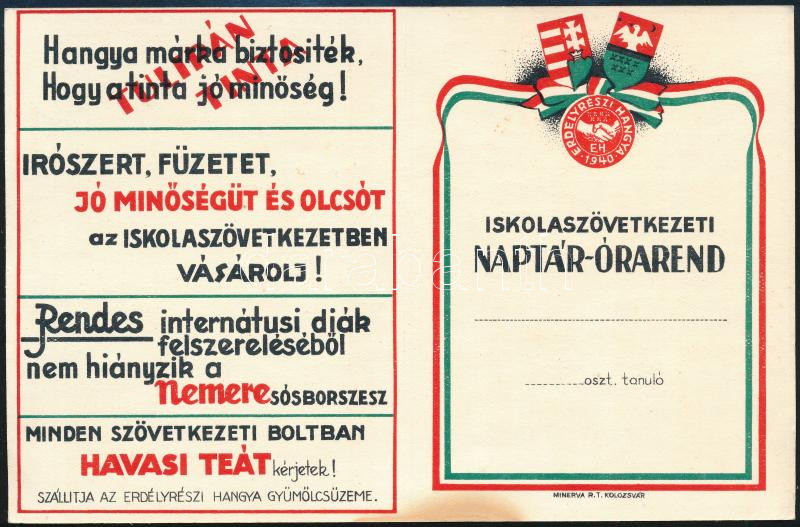 TULIPÁN
TINTA
Hangya márka biztositék,
Hogy a tinta jó minőség!
IRÓSZERT, FÜZETET,
JÓ MINŐSÉGÜT ÉS OLCSÓT
az ISKOLASZÖVETKEZETBEN
VÁSÁROLJ!
Rendes internátusi diák
felszereléséből
nem hiányzik a
Nemere SÓSBORSZESZ
MINDEN SZÖVETKEZETI BOLTBAN
HAVASI TEÁT kérjetek!
SZÁLLITJA AZ ERDÉLYRÉSZI HANGYA GYÜMÖLCSÜZEME.
ERDÉLYRÉSZI HANGYA
EH
1940
ISKOLASZÖVETKEZETI
NAPTÁR-ÓRAREND
oszt. tanuló
MINERVA R.T. KOLOZSVÁR